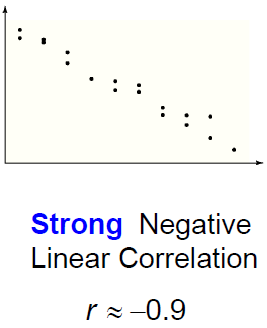 Strong Negative
Linear Correlation
r ≈ –0.9